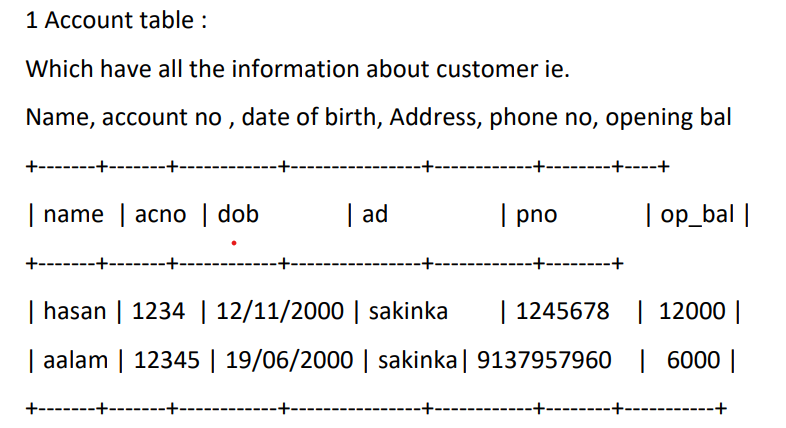 1 Account table :
Which have all the information about customer ie.
Name, account no , date of birth, Address, phone no, opening bal
+-------+-------+------------+----------------+------------+--------+----+
| name | acno | dob | ad | pno | op_bal |
+-------+-------+------------+----------------+------------+--------+
| hasan | 1234 | 12/11/2000 | sakinka | 1245678 | 12000 |
| aalam | 12345 | 19/06/2000 | sakinka| 9137957960 | 6000 |
+-------+-------+------------+----------------+------------+--------+-----------+